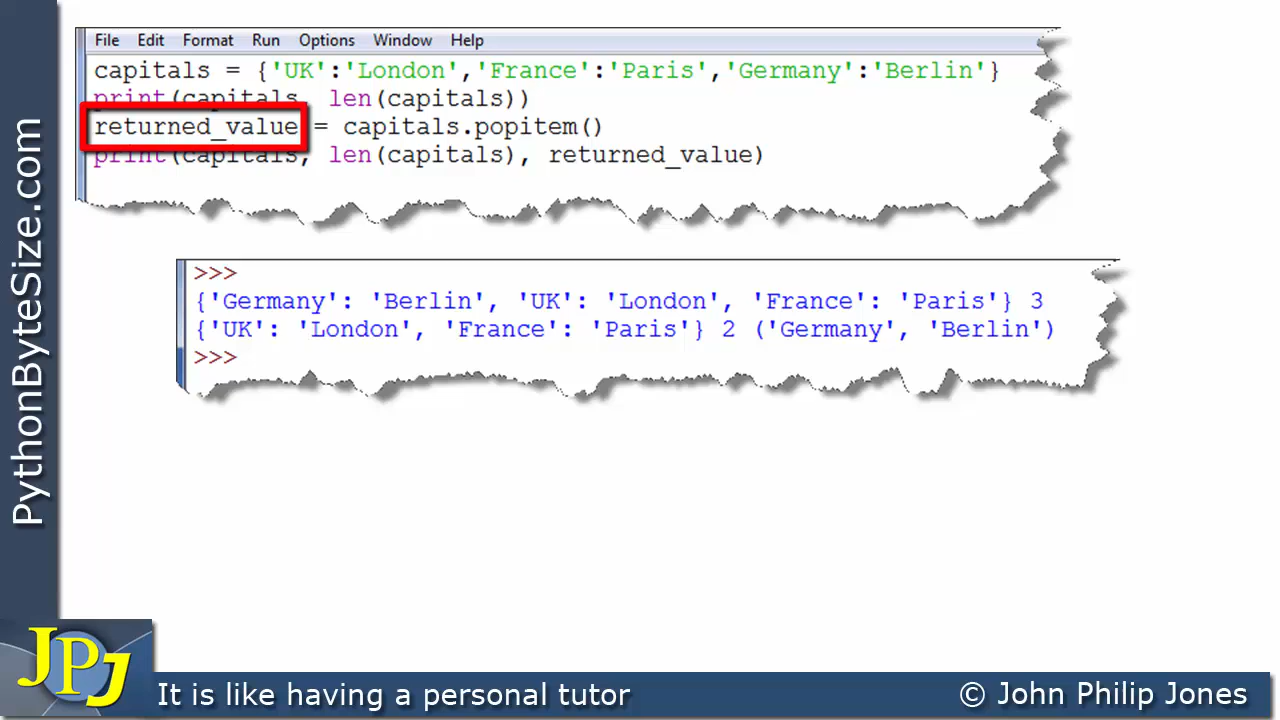 File Edit Format Run Options Window Help
capitals = {'UK':'London','France':'Paris','Germany':'Berlin'}
print(capitals, len(capitals))
returned_value = capitals.popitem()
print(capitals, len(capitals), returned_value)
>>>
{'Germany': 'Berlin', 'UK': 'London', 'France': 'Paris'} 3
{'UK': 'London', 'France': 'Paris'} 2 ('Germany', 'Berlin')
>>>
PythonByteSize.com
JPJ
It is like having a personal tutor
© John Philip Jones